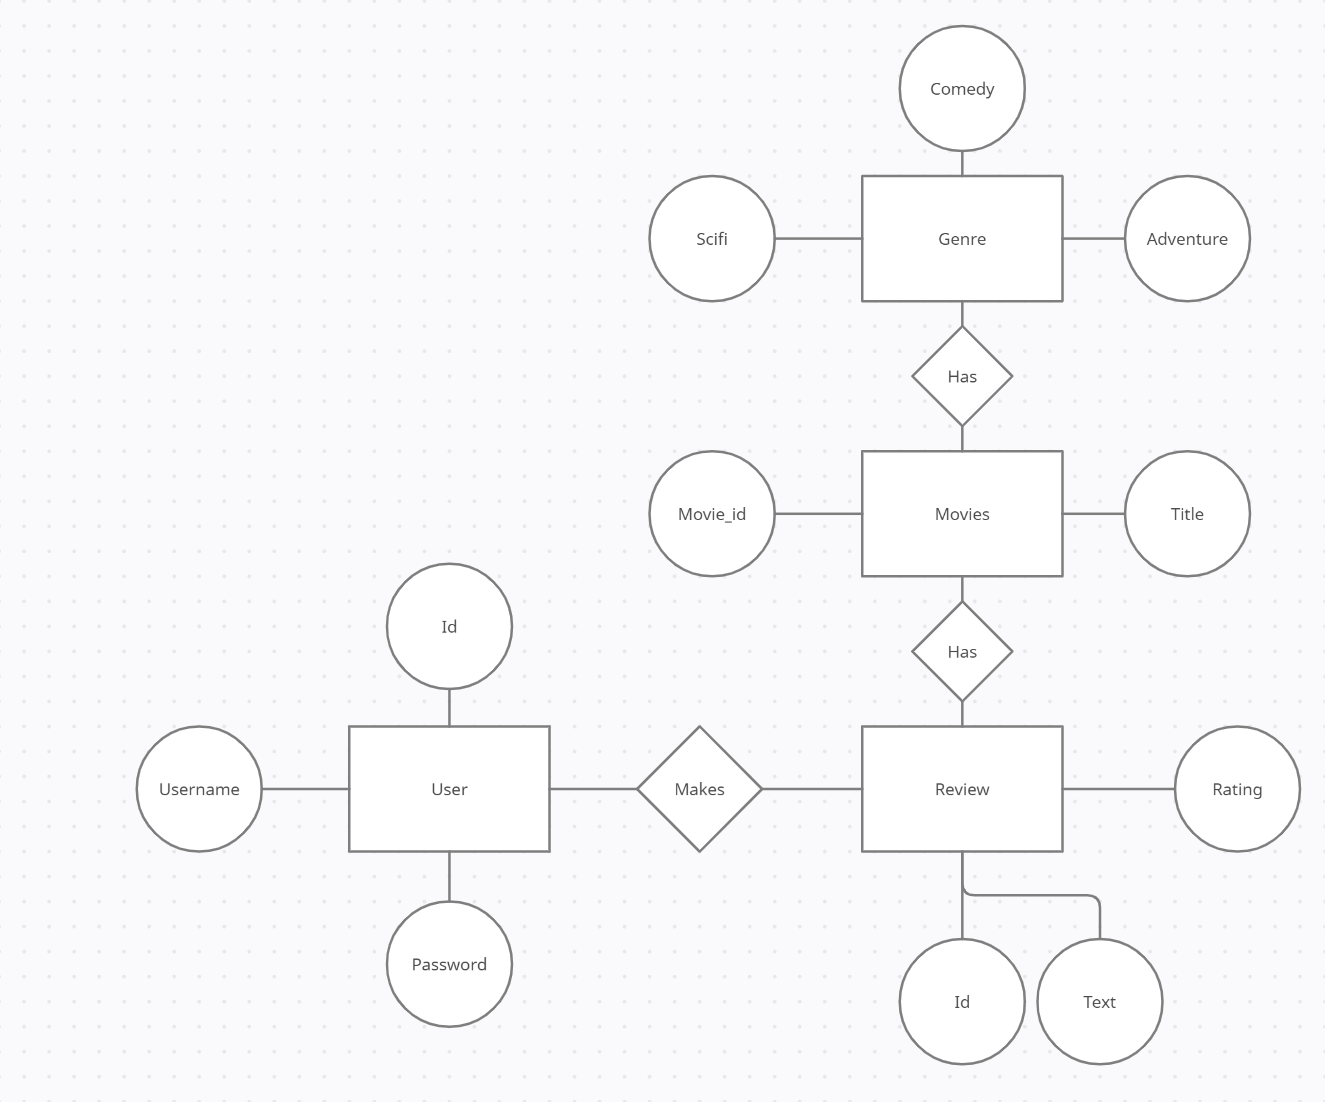 Comedy
Scifi
Genre
Adventure
Has
Movie_id
Movies
Title
Id
Has
Username
User
Makes
Review
Rating
Password
Id
Text